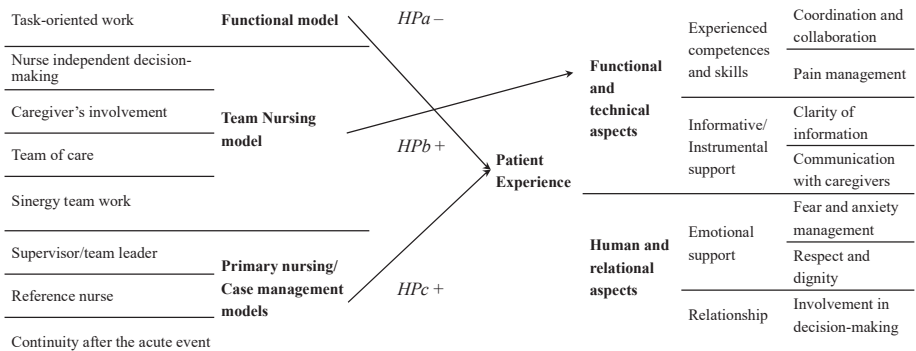 Task-oriented work
Functional model
HPa –
Nurse independent decision-
making
Caregiver's involvement
Team Nursing
model
Team of care
Sinergy team work
HPb +
Supervisor/team leader
Primary nursing/
Case management
models
Reference nurse
HPc +
Continuity after the acute event
Patient
Experience
Functional
and
technical
aspects
Experienced
competences
and skills
Coordination and
collaboration
Pain management
Informative/
Instrumental
support
Clarity of
information
Communication
with caregivers
Human and
relational
aspects
Emotional
support
Fear and anxiety
management
Respect and
dignity
Relationship
Involvement in
decision-making